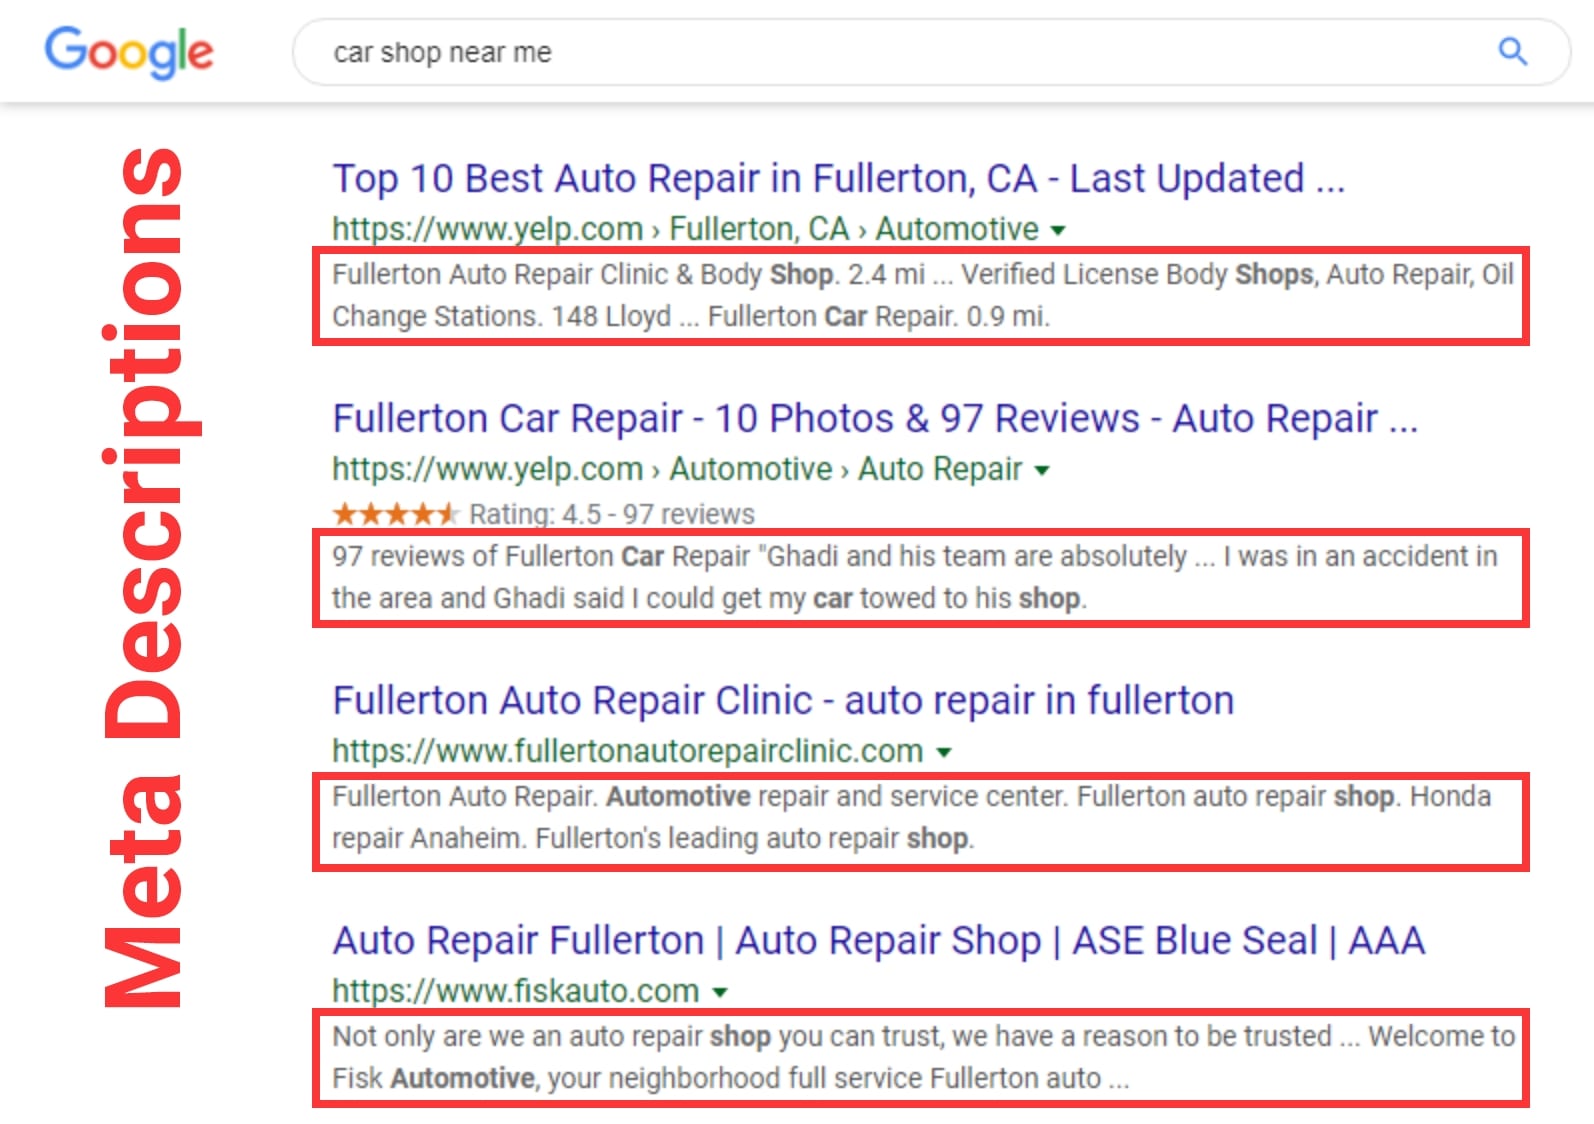 Google
car shop near me
Meta Descriptions
Top 10 Best Auto Repair in Fullerton, CA - Last Updated ...
https://www.yelp.com › Fullerton, CA › Automotive
Fullerton Auto Repair Clinic & Body Shop. 2.4 mi ... Verified License Body Shops, Auto Repair, Oil
Change Stations. 148 Lloyd ... Fullerton Car Repair. 0.9 mi.
Fullerton Car Repair - 10 Photos & 97 Reviews - Auto Repair ...
https://www.yelp.com › Automotive › Auto Repair
Rating: 4.5 - 97 reviews
97 reviews of Fullerton Car Repair "Ghadi and his team are absolutely ... I was in an accident in
the area and Ghadi said I could get my car towed to his shop.
Fullerton Auto Repair Clinic - auto repair in fullerton
https://www.fullertonautorepairclinic.com
Fullerton Auto Repair. Automotive repair and service center. Fullerton auto repair shop. Honda
repair Anaheim. Fullerton's leading auto repair shop.
Auto Repair Fullerton | Auto Repair Shop | ASE Blue Seal | AAA
https://www.fiskauto.com
Not only are we an auto repair shop you can trust, we have a reason to be trusted ... Welcome to
Fisk Automotive, your neighborhood full service Fullerton auto ...